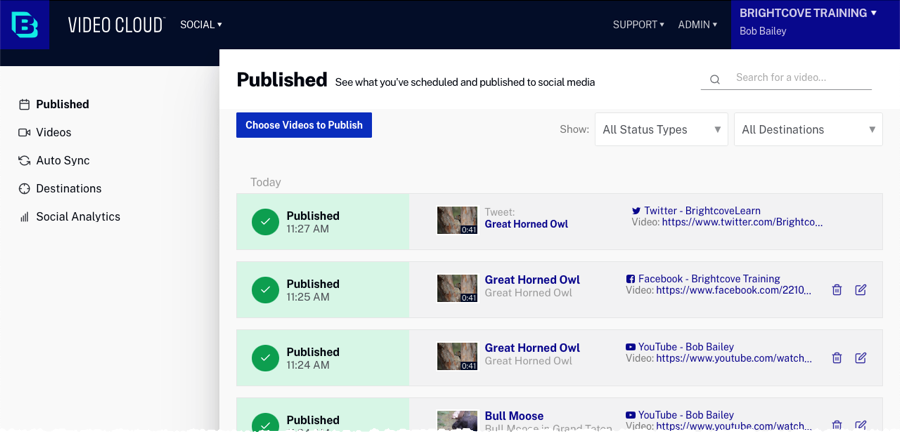 VIDEO CLOUD™ SOCIAL ▾ SUPPORT ▾ ADMIN ▾ BRIGHTCOVE TRAINING ▾
Bob Bailey
Published See what you've scheduled and published to social media Search for a video...
Published
Videos
Auto Sync
Destinations
Social Analytics
Choose Videos to Publish Show: All Status Types ▾ All Destinations ▾
Today
Published
11:27 AM
0:41
Tweet:
Great Horned Owl
Twitter - BrightcoveLearn
Video: https://www.twitter.com/Brightco...
Published
11:25 AM
0:41
Great Horned Owl
Great Horned Owl
Facebook - Brightcove Training
Video: https://www.facebook.com/2210...
Published
11:24 AM
0:41
Great Horned Owl
Great Horned Owl
YouTube - Bob Bailey
Video: https://www.youtube.com/watch...
Published
Bull Moose
Bull Moose in Grand Teton
YouTube - Bob Bailey
Video: https://www.youtube.com/watch...